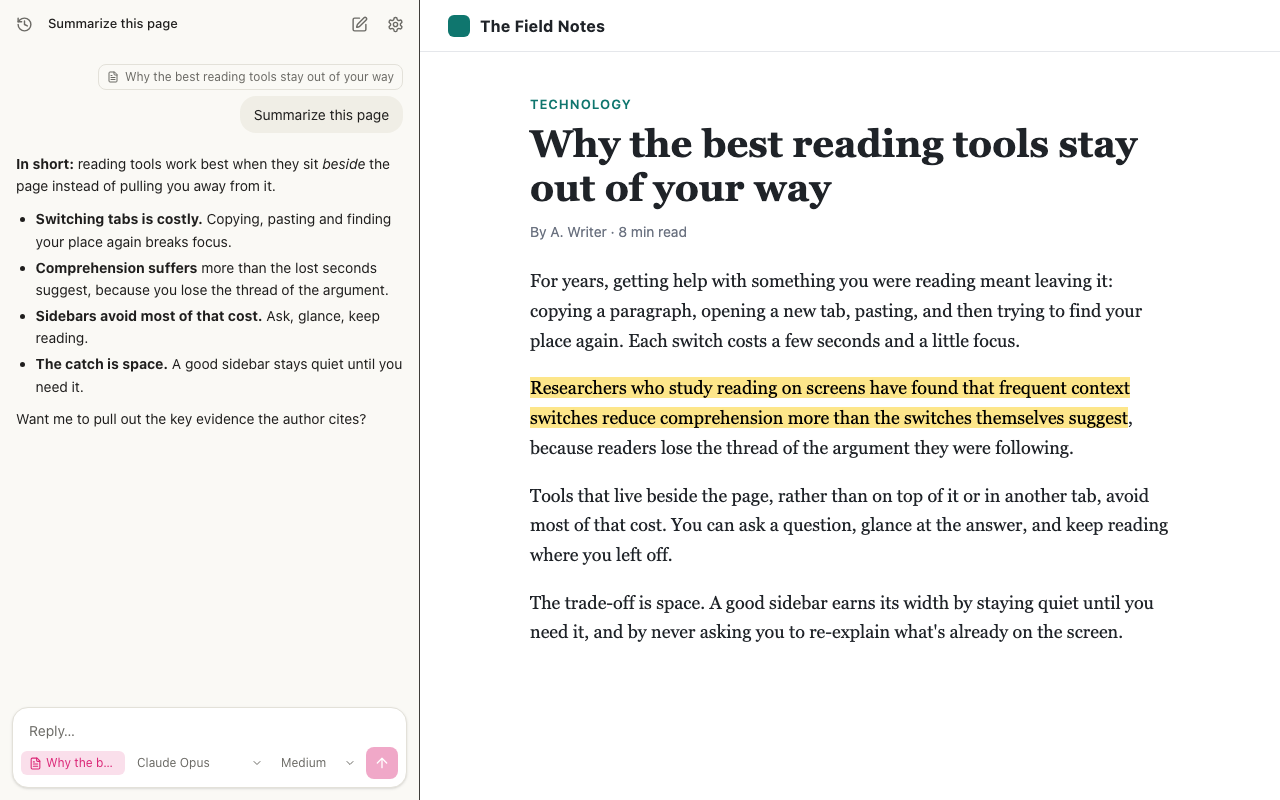 Summarize this page
Why the best reading tools stay out of your way
Summarize this page
In short: reading tools work best when they sit beside the
page instead of pulling you away from it.
Switching tabs is costly. Copying, pasting and finding
your place again breaks focus.
Comprehension suffers more than the lost seconds
suggest, because you lose the thread of the argument.
Sidebars avoid most of that cost. Ask, glance, keep
reading.
The catch is space. A good sidebar stays quiet until you
need it.
Want me to pull out the key evidence the author cites?
Reply...
Why the b...
Claude Opus
Medium
The Field Notes
TECHNOLOGY
Why the best reading tools stay
out of your way
By A. Writer · 8 min read
For years, getting help with something you were reading meant leaving it:
copying a paragraph, opening a new tab, pasting, and then trying to find your
place again. Each switch costs a few seconds and a little focus.
Researchers who study reading on screens have found that frequent context
switches reduce comprehension more than the switches themselves suggest,
because readers lose the thread of the argument they were following.
Tools that live beside the page, rather than on top of it or in another tab, avoid
most of that cost. You can ask a question, glance at the answer, and keep reading
where you left off.
The trade-off is space. A good sidebar earns its width by staying quiet until you
need it, and by never asking you to re-explain what's already on the screen.